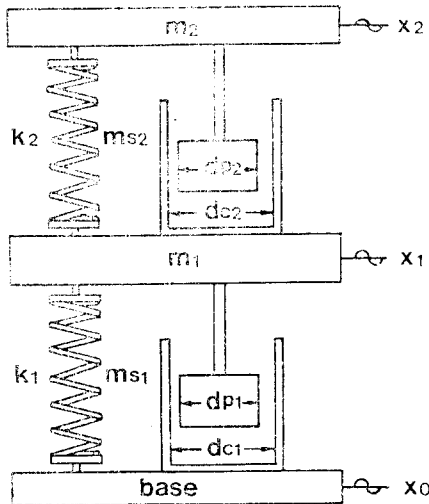 m2 x2
k2 ms2
dp2
dc2
m1 x1
k1 ms1
dp1
dc1
base x0